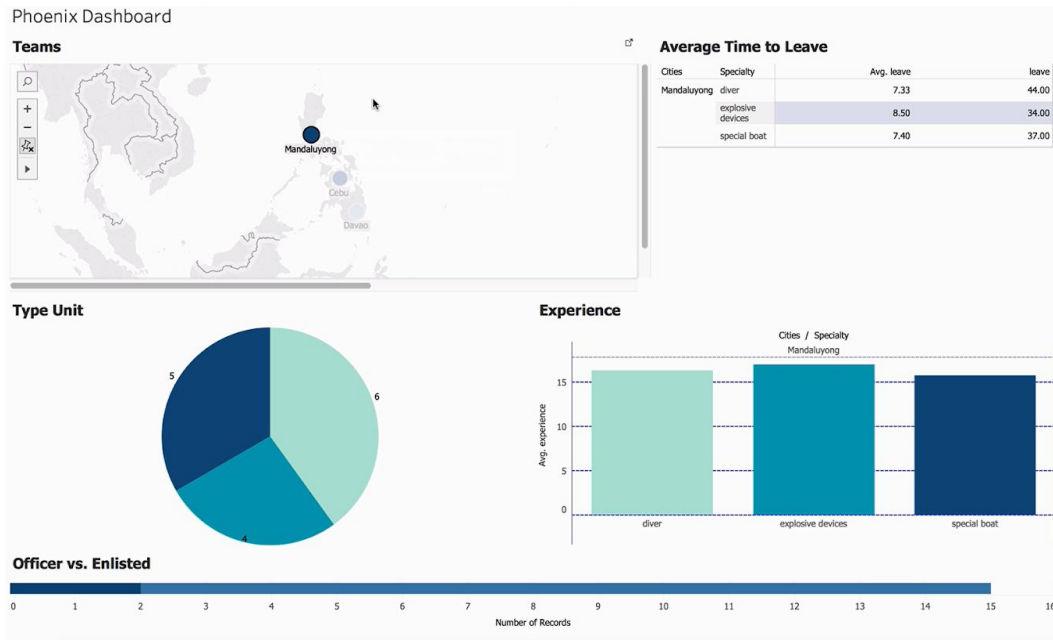 Phoenix Dashboard
Teams
Mandaluyong
Cebu
Davao
Average Time to Leave
Cities Specialty Avg. leave leave
Mandaluyong diver 7.33 44.00
explosive devices 8.50 34.00
special boat 7.40 37.00
Type Unit
5
6
4
Experience
Cities / Specialty
Mandaluyong
Avg. experience
15
10
5
0
diver explosive devices special boat
Officer vs. Enlisted
0 1 2 3 4 5 6 7 8 9 10 11 12 13 14 15 16
Number of Records